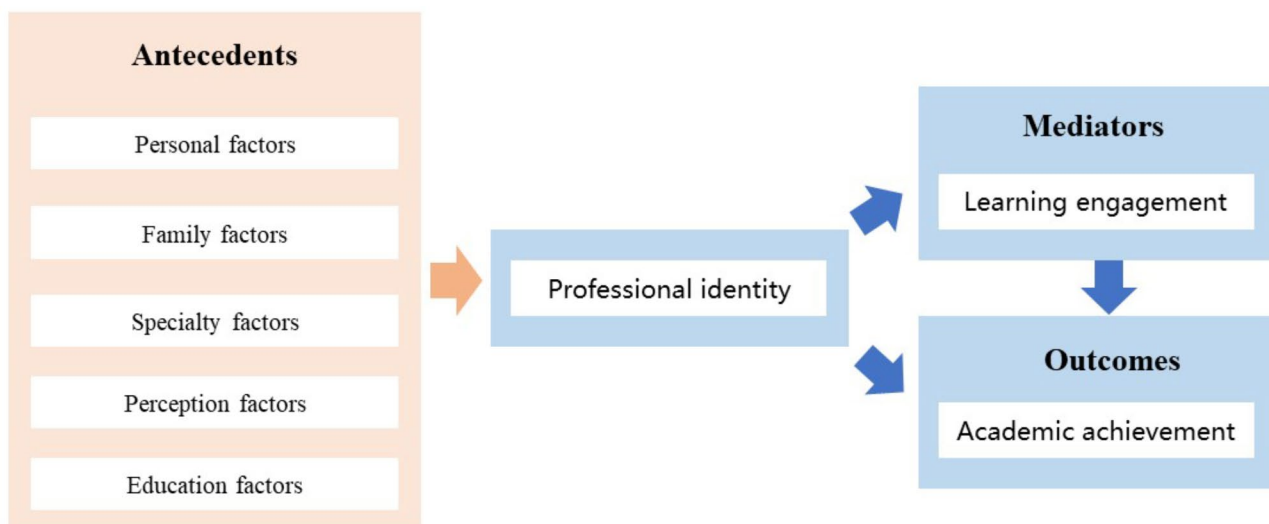 Antecedents
Personal factors
Family factors
Specialty factors
Perception factors
Education factors
Professional identity
Mediators
Learning engagement
Outcomes
Academic achievement